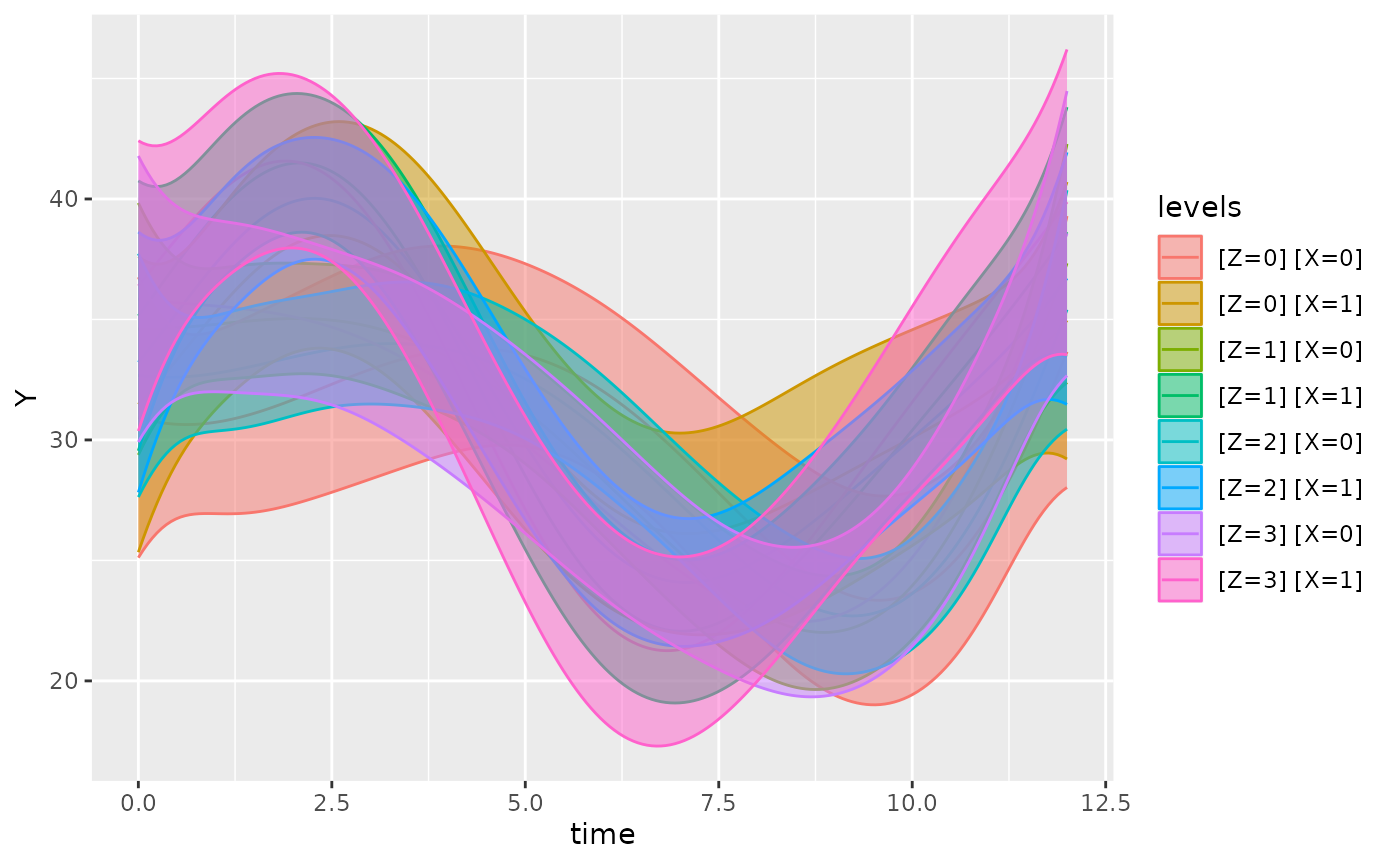 Y
40
30
20
0.0 2.5 5.0 7.5 10.0 12.5
time
levels
[Z=0] [X=0]
[Z=0] [X=1]
[Z=1] [X=0]
[Z=1] [X=1]
[Z=2] [X=0]
[Z=2] [X=1]
[Z=3] [X=0]
[Z=3] [X=1]